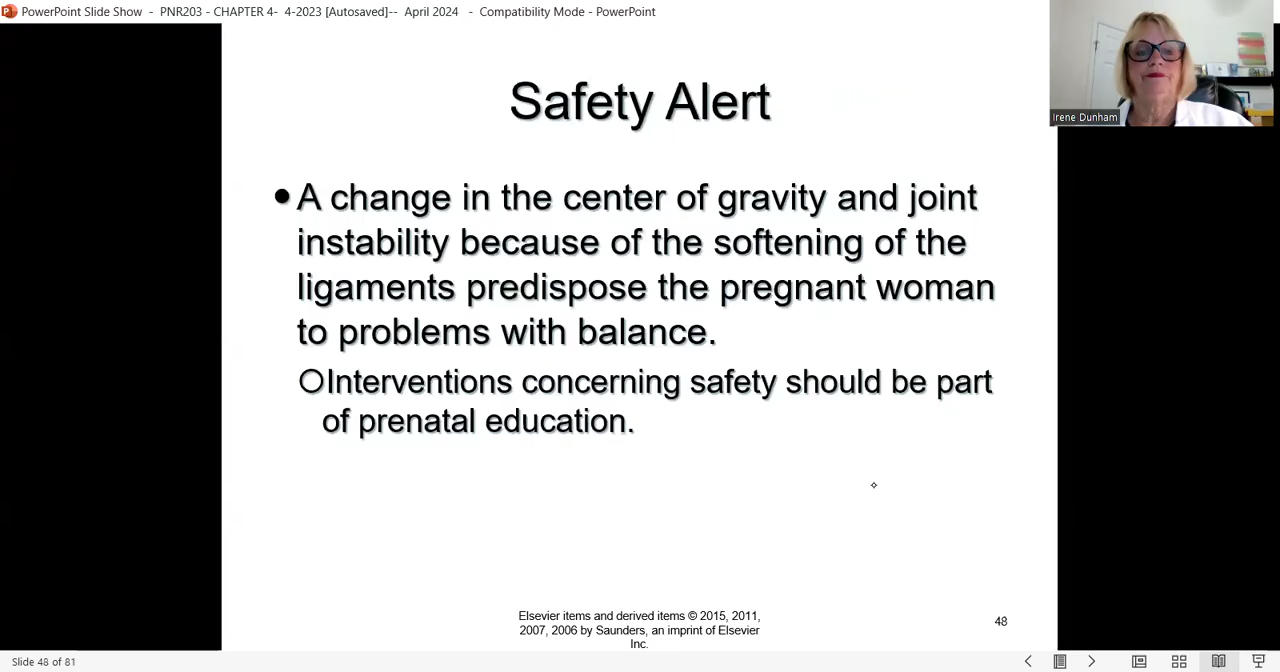 PowerPoint Slide Show - PNR203 - CHAPTER 4- 4-2023 [Autosaved]-- April 2024 - Compatibility Mode - PowerPoint
Irene Dunham
Safety Alert
● A change in the center of gravity and joint
instability because of the softening of the
ligaments predispose the pregnant woman
to problems with balance.
○Interventions concerning safety should be part
of prenatal education.
Elsevier items and derived items © 2015, 2011,
2007, 2006 by Saunders, an imprint of Elsevier
Inc.
48
Slide 48 of 81